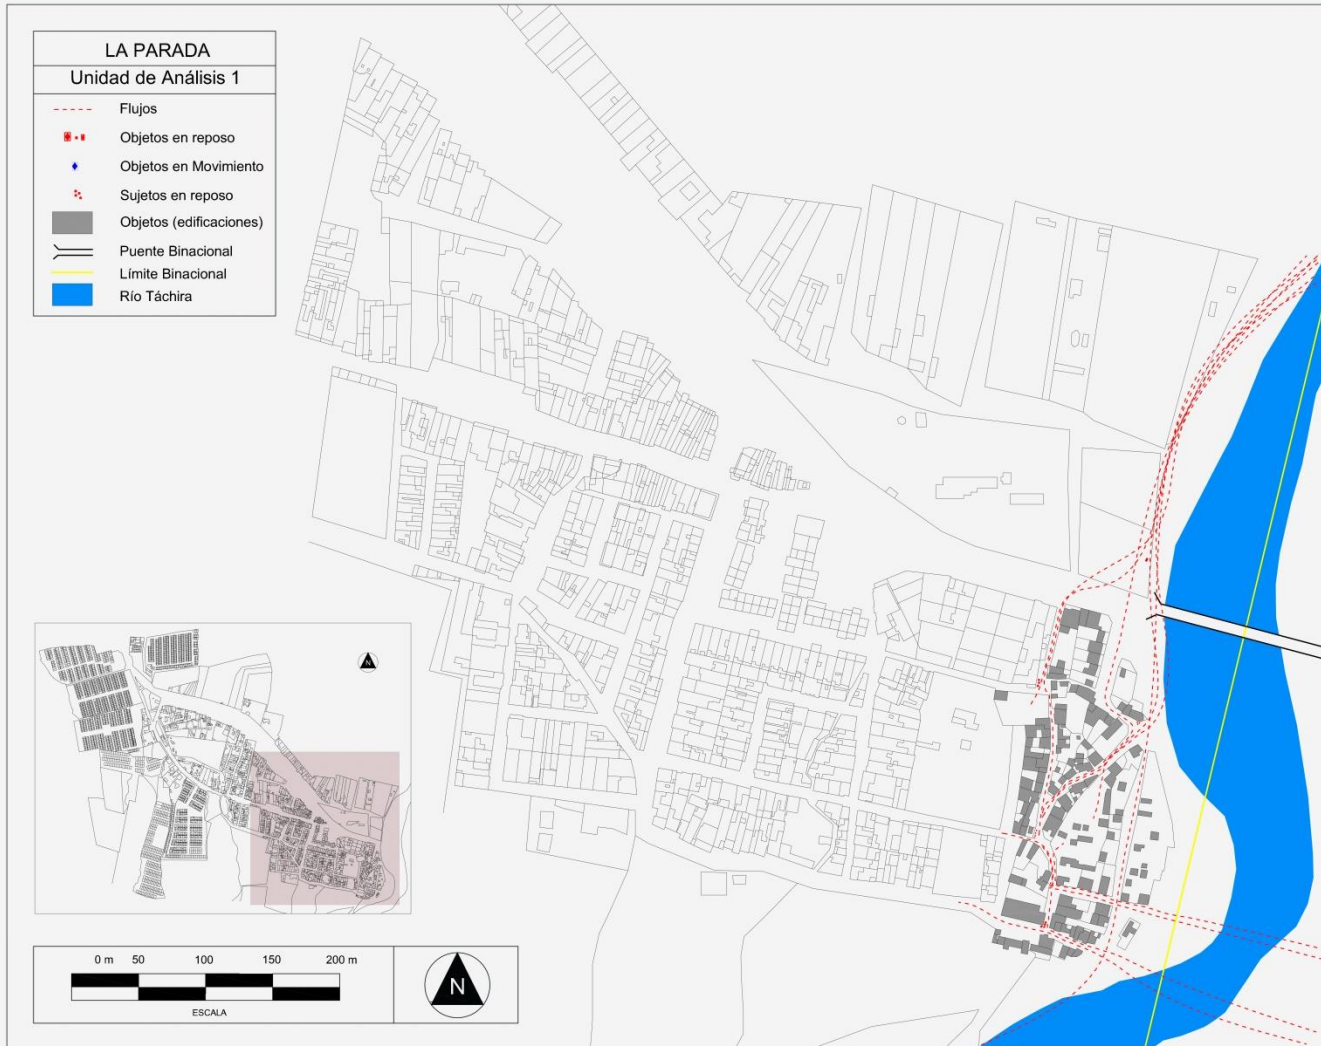 LA PARADA
Unidad de Análisis 1
Flujos
Objetos en reposo
Objetos en Movimiento
Sujetos en reposo
Objetos (edificaciones)
Puente Binacional
Límite Binacional
Río Táchira
N
0 m 50 100 150 200 m
ESCALA
N